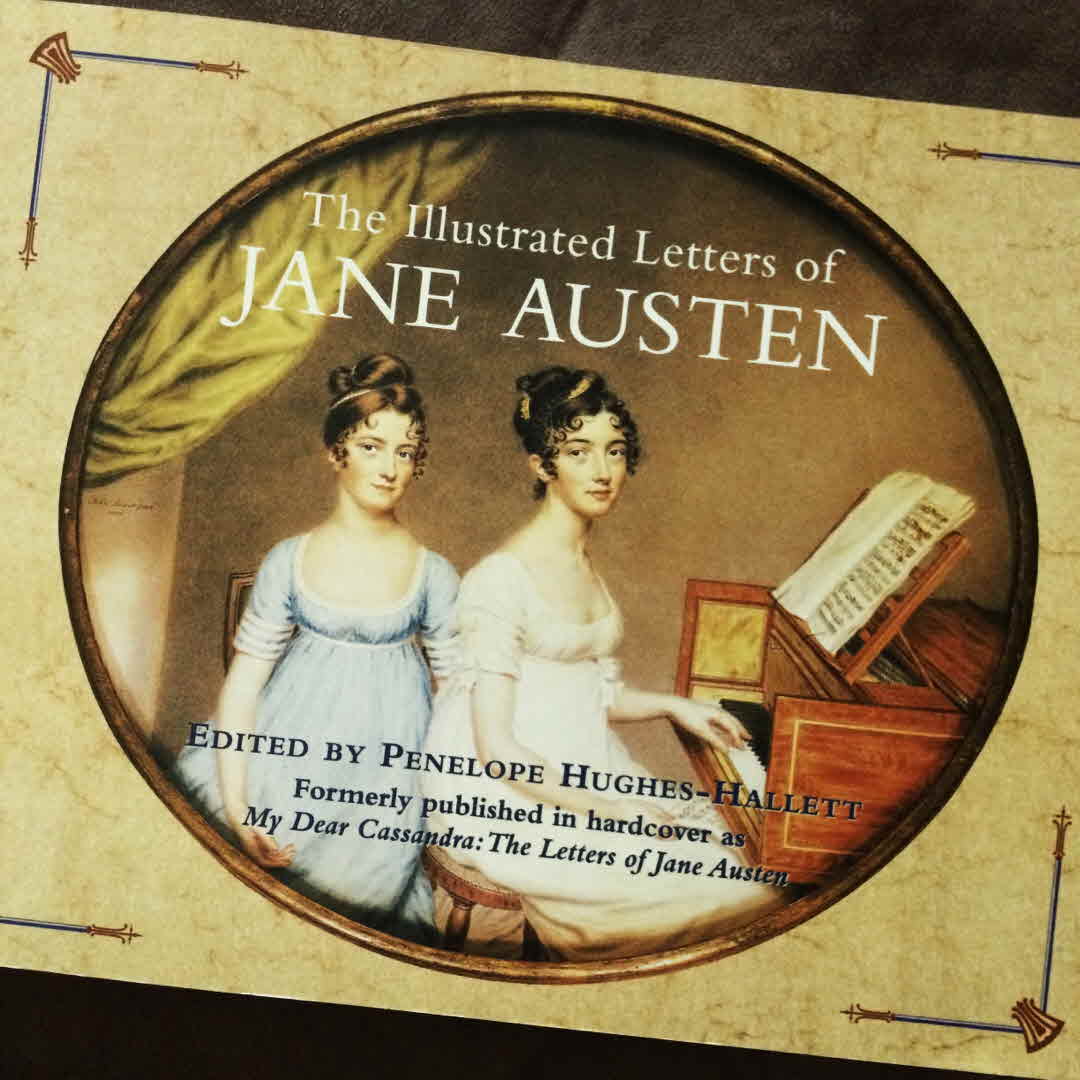 The Illustrated Letters of
JANE AUSTEN
EDITED BY PENELOPE HUGHES-HALLETT
Formerly published in hardcover as
My Dear Cassandra: The Letters of Jane Austen